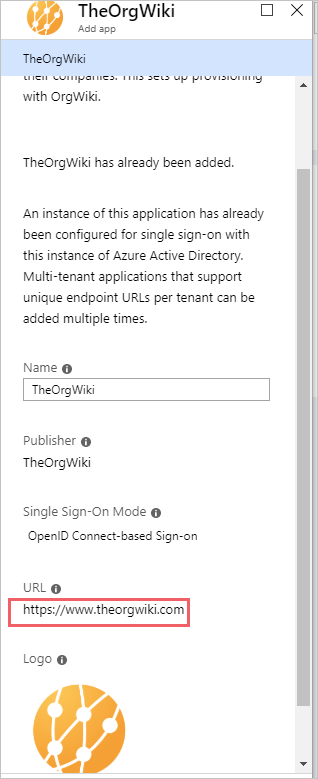 TheOrgWiki
Add app
TheOrgWiki
their companies. This sets up provisioning
with OrgWiki.
TheOrgWiki has already been added.
An instance of this application has already
been configured for single sign-on with
this instance of Azure Active Directory.
Multi-tenant applications that support
unique endpoint URLs per tenant can be
added multiple times.
Name
TheOrgWiki
Publisher
TheOrgWiki
Single Sign-On Mode
OpenID Connect-based Sign-on
URL
https://www.theorgwiki.com
Logo